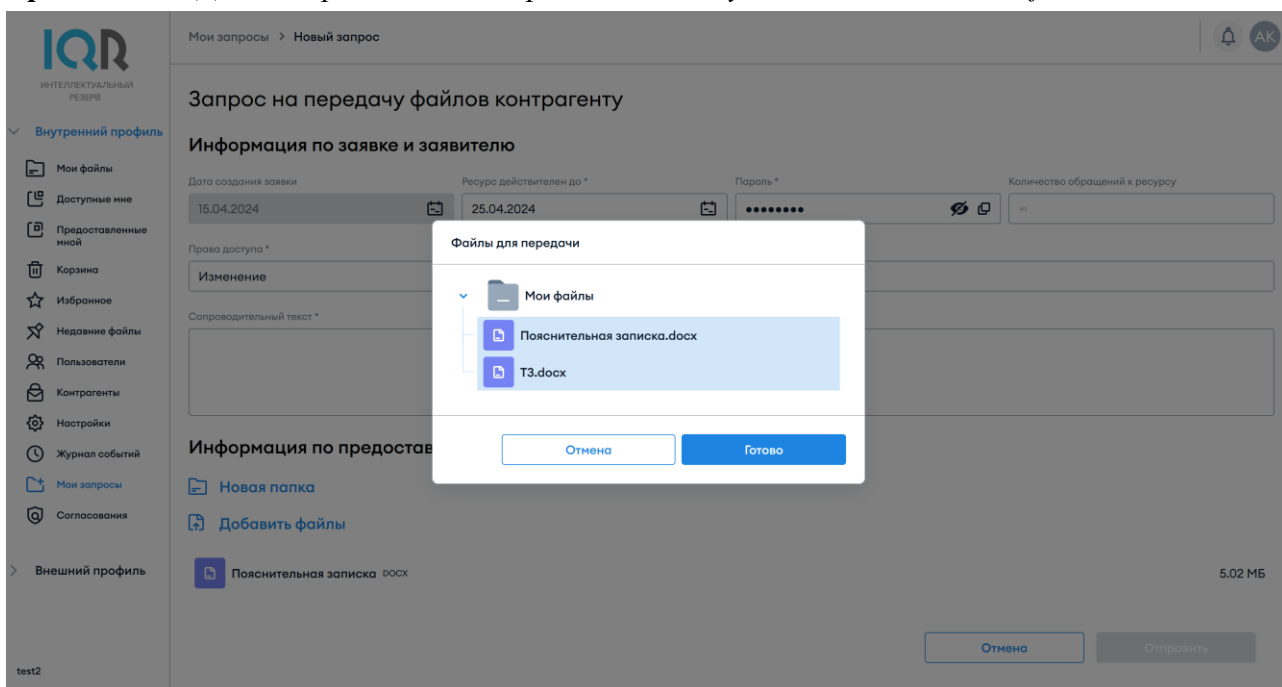 Мои запросы > Новый запрос
АК
IQR
ИНТЕЛЛЕКТУАЛЬНЫЙ
РЕЗЕРВ
Внутренний профиль
Мои файлы
Доступные мне
Предоставленные
мной
Корзина
Избранное
Недавние файлы
Пользователи
Контрагенты
Настройки
Журнал событий
Мои запросы
Согласования
Внешний профиль
test2
Запрос на передачу файлов контрагенту
Информация по заявке и заявителю
Дата создания заявки
Ресурс действителен до *
Пароль *
Количество обращений к ресурсу
15.04.2024
25.04.2024
••••••••
∞
Права доступа *
Изменение
Сопроводительный текст *
Файлы для передачи
Мои файлы
Пояснительная записка.docx
ТЗ.docx
Отмена
Готово
Информация по предостав
Новая папка
Добавить файлы
Пояснительная записка DOCX
5.02 МБ
Отмена
Отправить